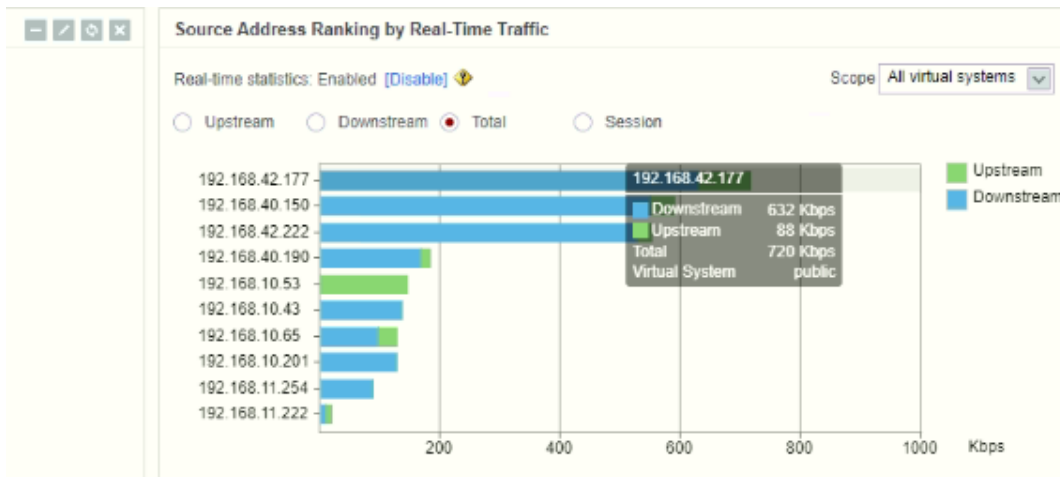 Source Address Ranking by Real-Time Traffic
Real-time statistics: Enabled [Disable]
Scope All virtual systems
Upstream Downstream Total Session
192.168.42.177
192.168.40.150
192.168.42.222
192.168.40.190
192.168.10.53
192.168.10.43
192.168.10.65
192.168.10.201
192.168.11.254
192.168.11.222
192.168.42.177
Downstream 632 Kbps
Upstream 88 Kbps
Total 720 Kbps
Virtual System public
Upstream
Downstream
200 400 600 800 1000 Kbps